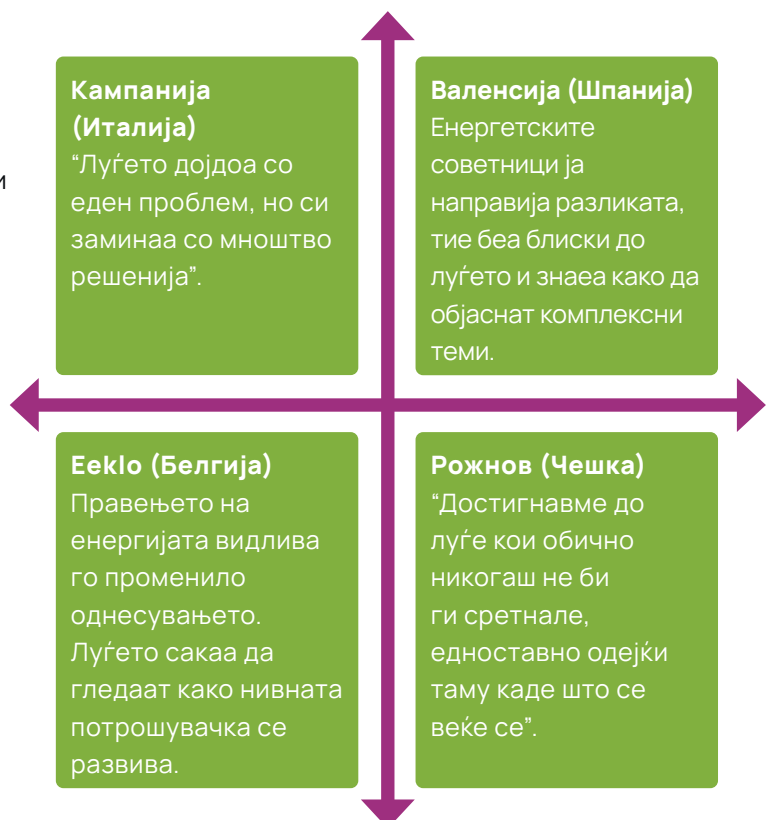 и
Кампанија
(Италија)
“Луѓето дојдоа со
еден проблем, но си
заминаа со мноштво
решенија”.
Валенсија (Шпанија)
Енергетските
советници ја
направија разликата,
тие беа блиски до
луѓето и знаеа како да
објаснат комплексни
теми.
Eeklo (Белгија)
Правењето на
енергијата видлива
го променило
однесувањето.
Луѓето сакаа да
гледаат како нивната
потрошувачка се
развива.
Рожнов (Чешка)
“Достигнавме до
луѓе кои обично
никогаш не би
ги сретнале,
едноставно одејќи
таму каде што се
веќе се”.